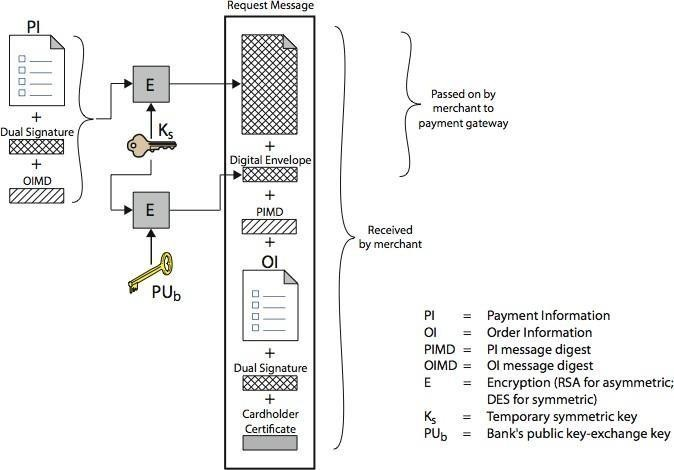 Request Message
PI
+
Dual Signature
+
OIMD
E
Ks
E
PUb
+
Digital Envelope
+
PIMD
+
OI
+
Dual Signature
+
Cardholder
Certificate
Passed on by
merchant to
payment gateway
Received
by merchant
PI = Payment Information
OI = Order Information
PIMD = PI message digest
OIMD = OI message digest
E = Encryption (RSA for asymmetric;
DES for symmetric)
Ks = Temporary symmetric key
PUb = Bank's public key-exchange key